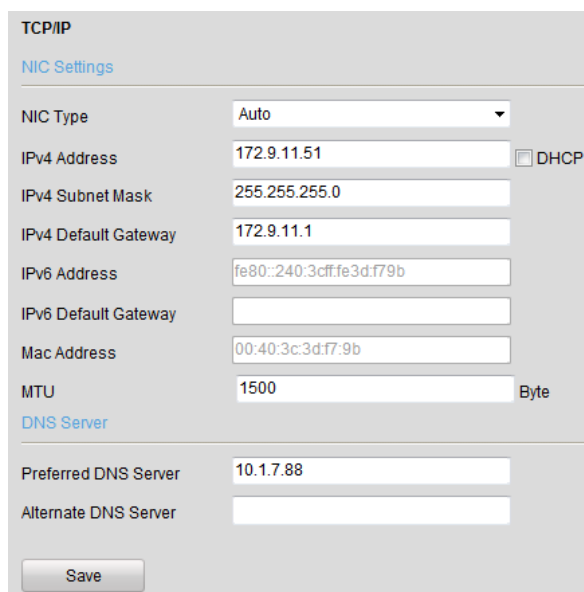 TCP/IP
NIC Settings
NIC Type Auto
IPv4 Address 172.9.11.51 DHCP
IPv4 Subnet Mask 255.255.255.0
IPv4 Default Gateway 172.9.11.1
IPv6 Address fe80::240:3cff:fe3d:f79b
IPv6 Default Gateway
Mac Address 00:40:3c:3d:f7:9b
MTU 1500 Byte
DNS Server
Preferred DNS Server 10.1.7.88
Alternate DNS Server
Save